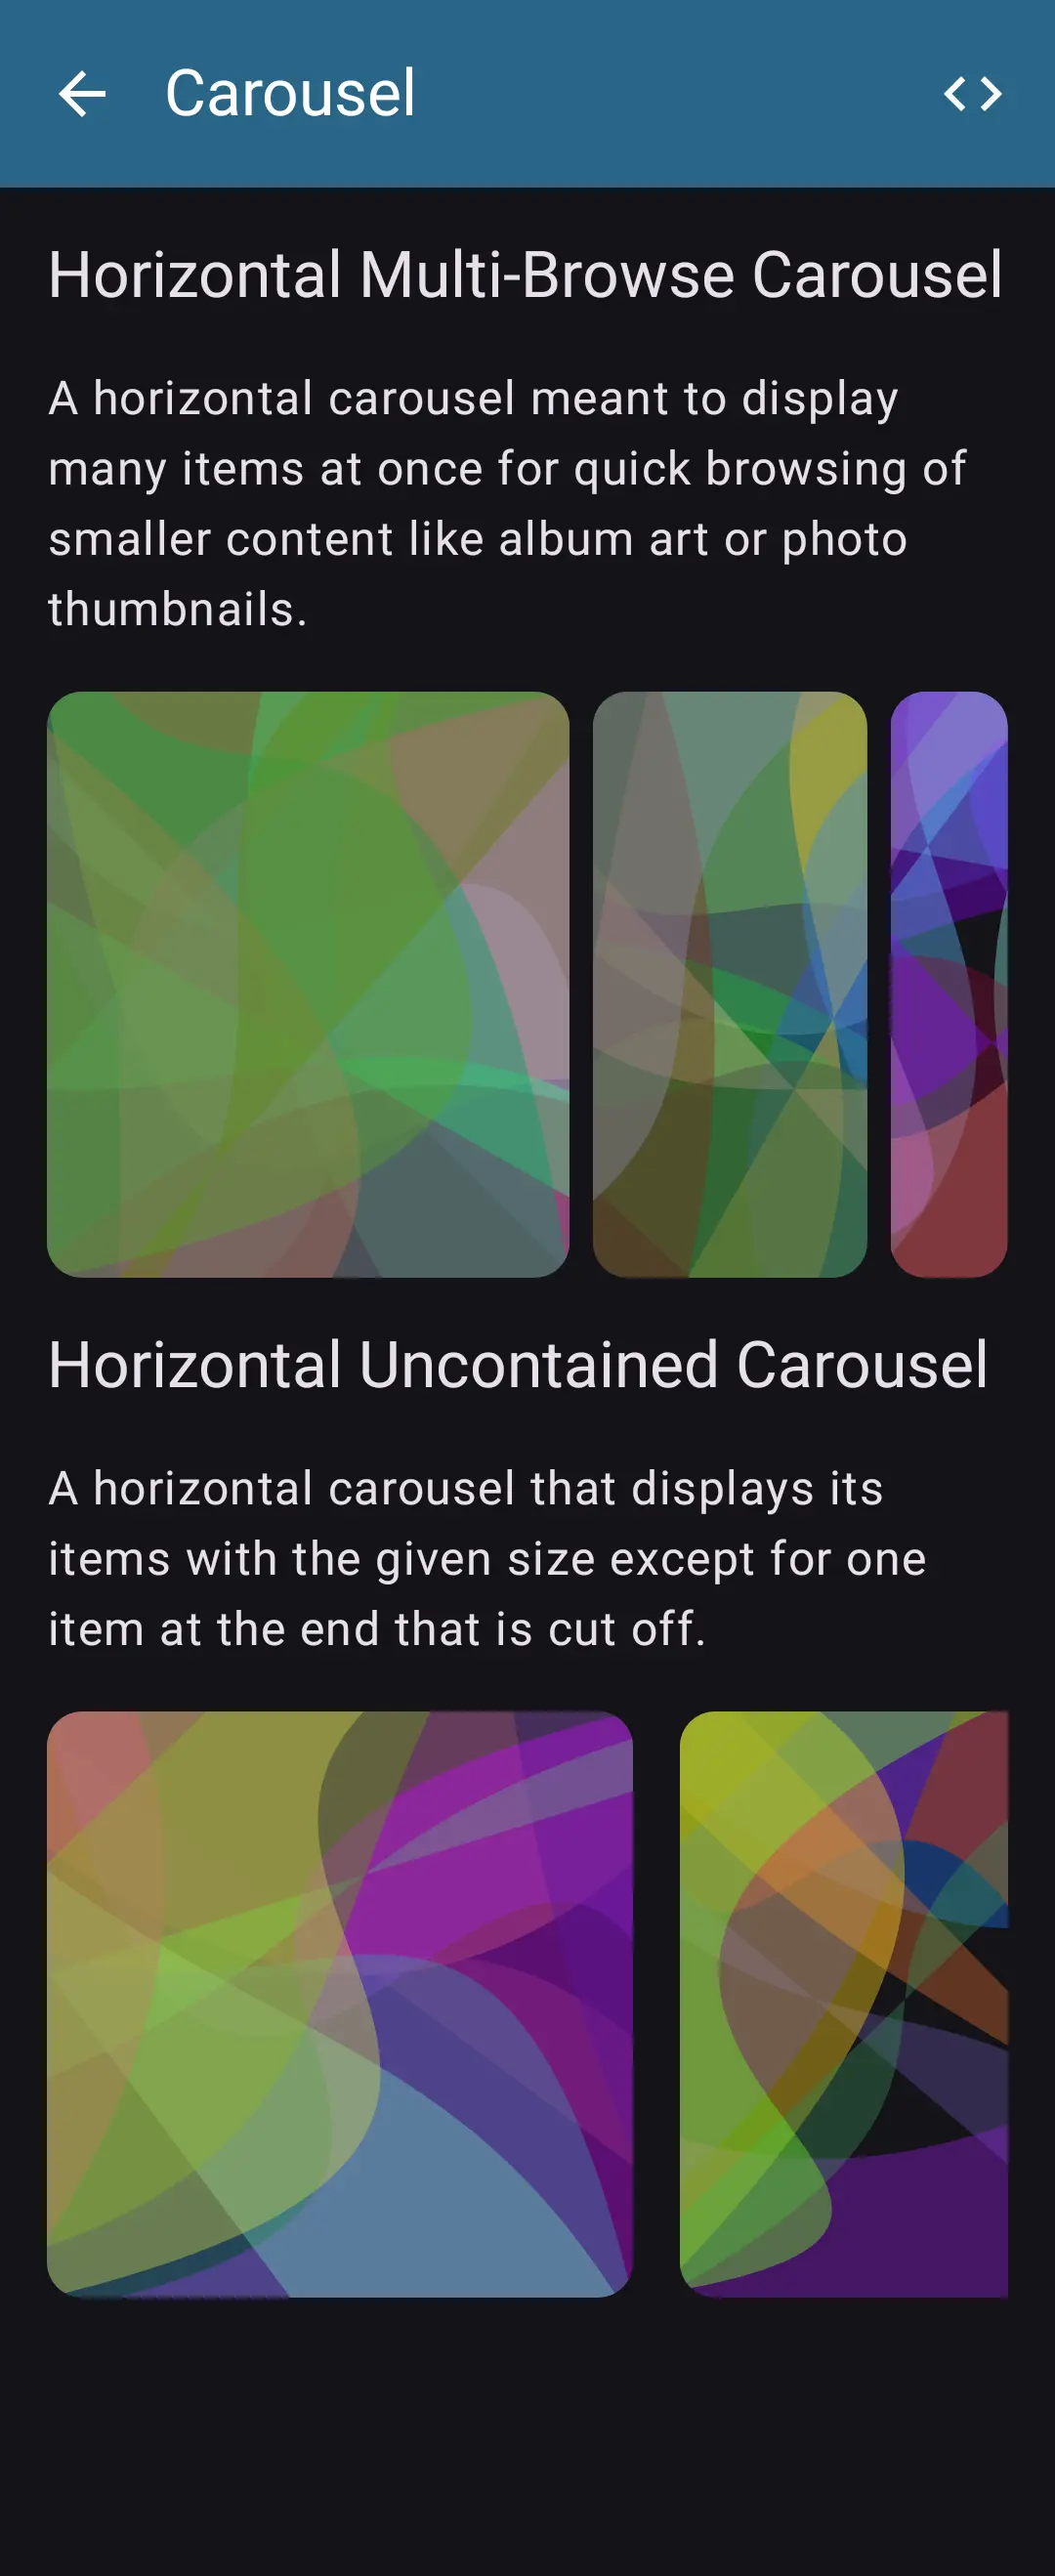 Carousel
Horizontal Multi-Browse Carousel
A horizontal carousel meant to display
many items at once for quick browsing of
smaller content like album art or photo
thumbnails.
Horizontal Uncontained Carousel
A horizontal carousel that displays its
items with the given size except for one
item at the end that is cut off.